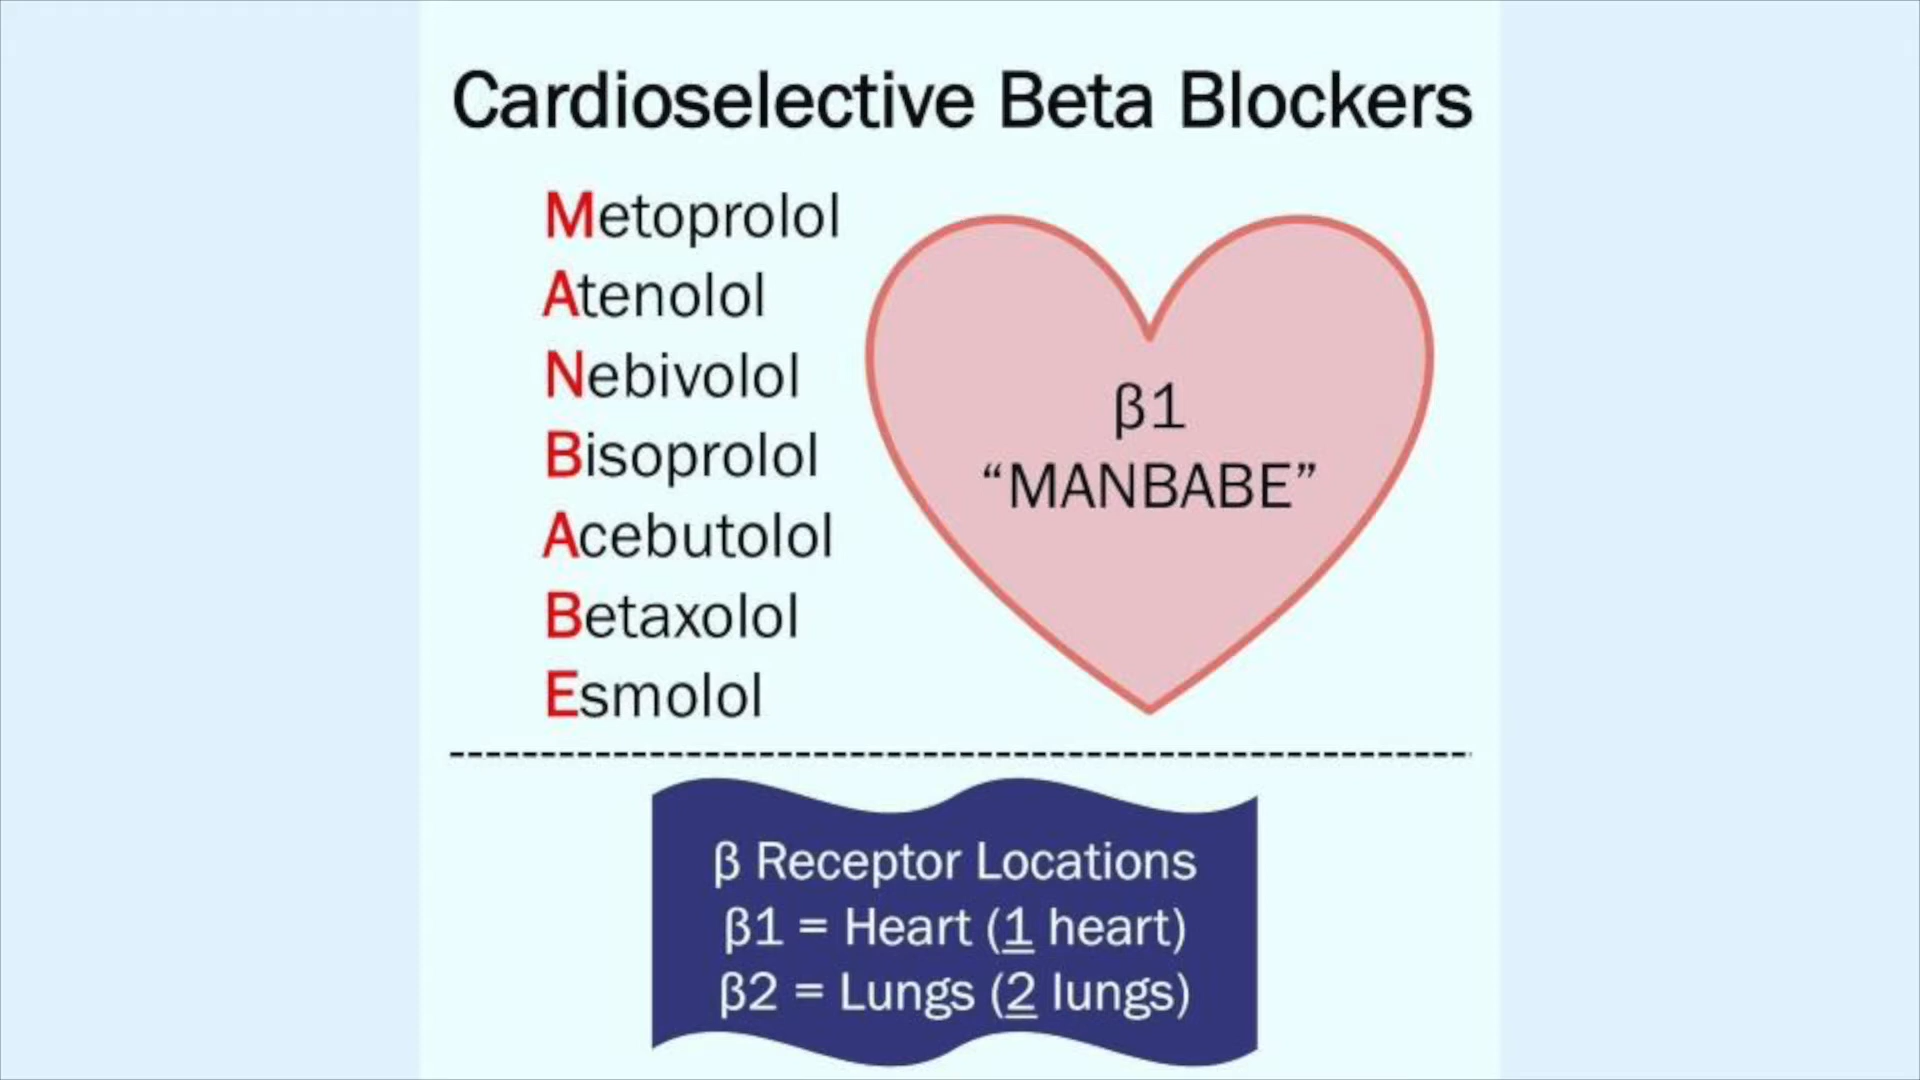 Cardioselective Beta Blockers
Metoprolol
Atenolol
Nebivolol
Bisoprolol
Acebutolol
Betaxolol
Esmolol
β1
“MANBABE”
β Receptor Locations
β1 = Heart (1 heart)
β2 = Lungs (2 lungs)